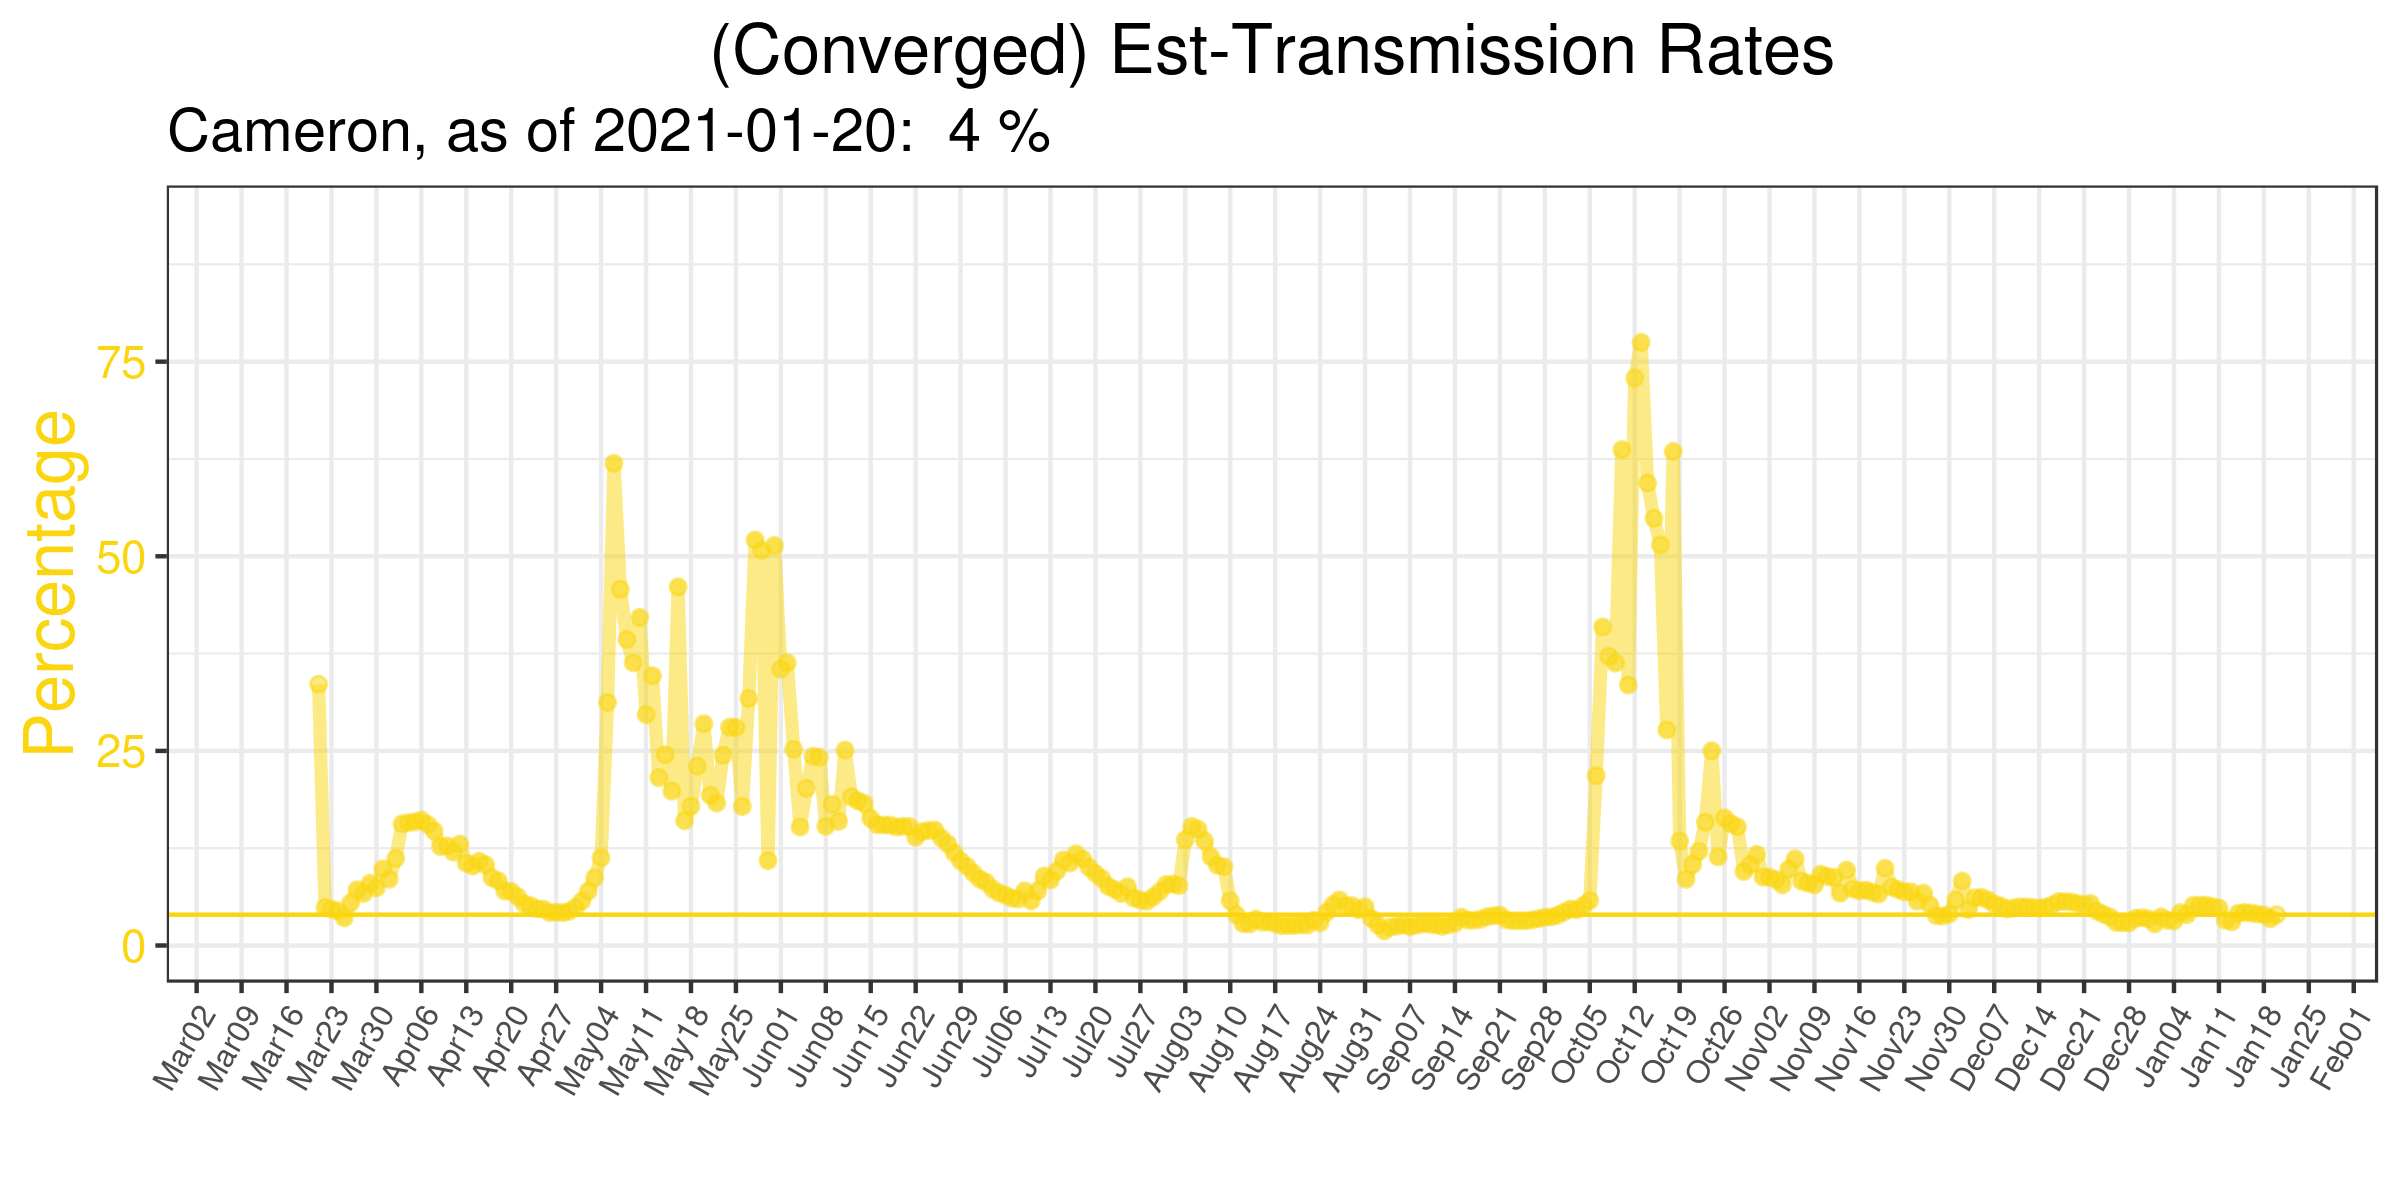 (Converged) Est-Transmission Rates
Cameron, as of 2021-01-20:  4 %
Percentage
75
50
25
0
Mar02
Mar09
Mar16
Mar23
Mar30
Apr06
Apr13
Apr20
Apr27
May04
May11
May18
May25
Jun01
Jun08
Jun15
Jun22
Jun29
Jul06
Jul13
Jul20
Jul27
Aug03
Aug10
Aug17
Aug24
Aug31
Sep07
Sep14
Sep21
Sep28
Oct05
Oct12
Oct19
Oct26
Nov02
Nov09
Nov16
Nov23
Nov30
Dec07
Dec14
Dec21
Dec28
Jan04
Jan11
Jan18
Jan25
Feb01